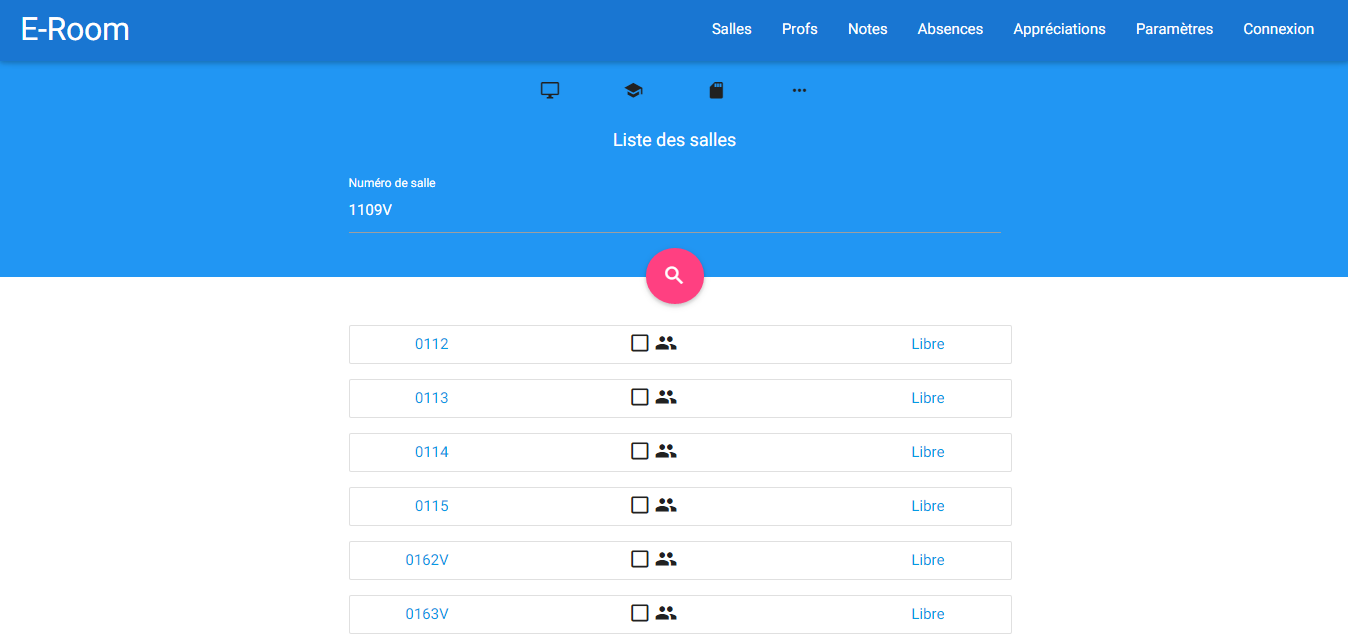 E-Room
Salles Profs Notes Absences Appréciations Paramètres Connexion
Liste des salles
Numéro de salle
1109V
0112 Libre
0113 Libre
0114 Libre
0115 Libre
0162V Libre
0163V Libre